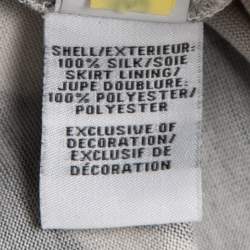 SHELL/EXTERIEUR:
100% SILK/SOIE
SKIRT LINING/
JUPE DOUBLURE:
100% POLYESTER/
POLYESTER
EXCLUSIVE OF
DECORATION/
EXCLUSIF DE
DÉCORATION